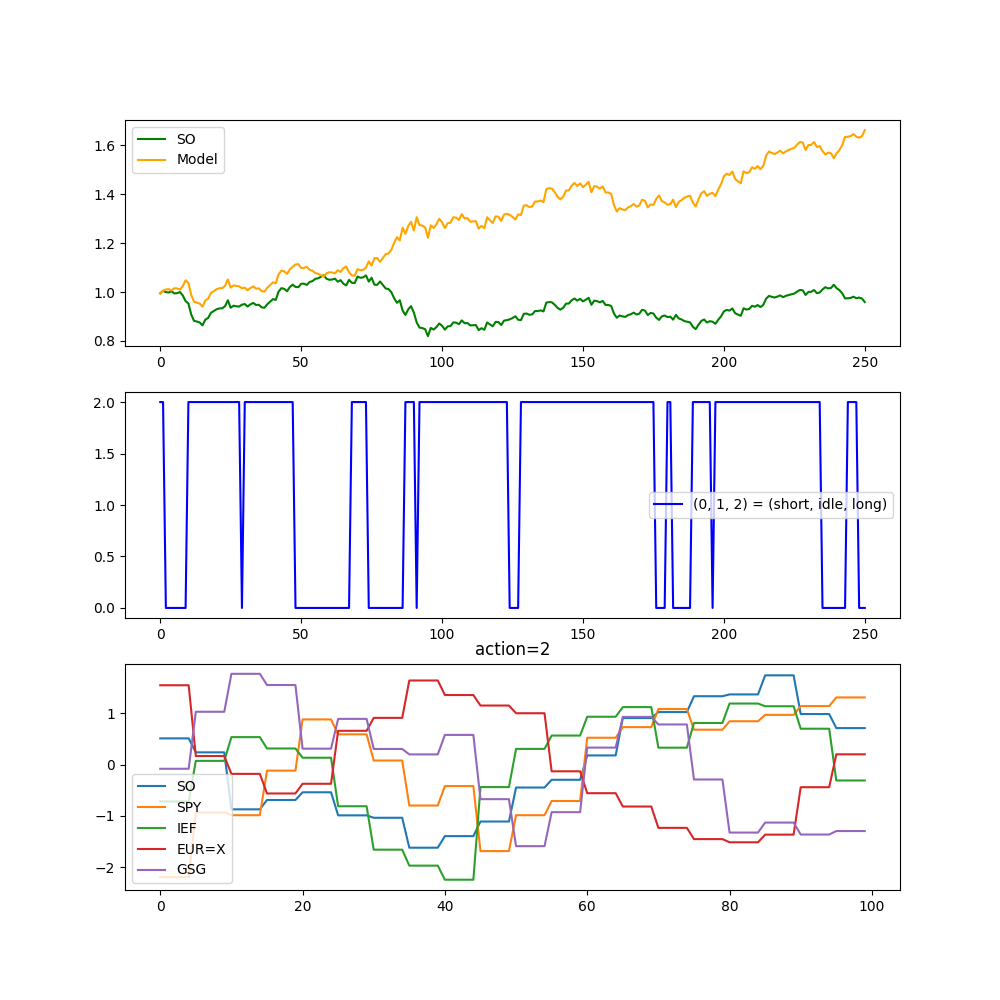 SO
Model
1.6
1.4
1.2
1.0
0.8
0 50 100 150 200 250
2.0
1.5
1.0
0.5
0.0
(0, 1, 2) = (short, idle, long)
0 50 100 150 200 250
action=2
1
0
−1
−2
SO
SPY
IEF
EUR=X
GSG
0 20 40 60 80 100